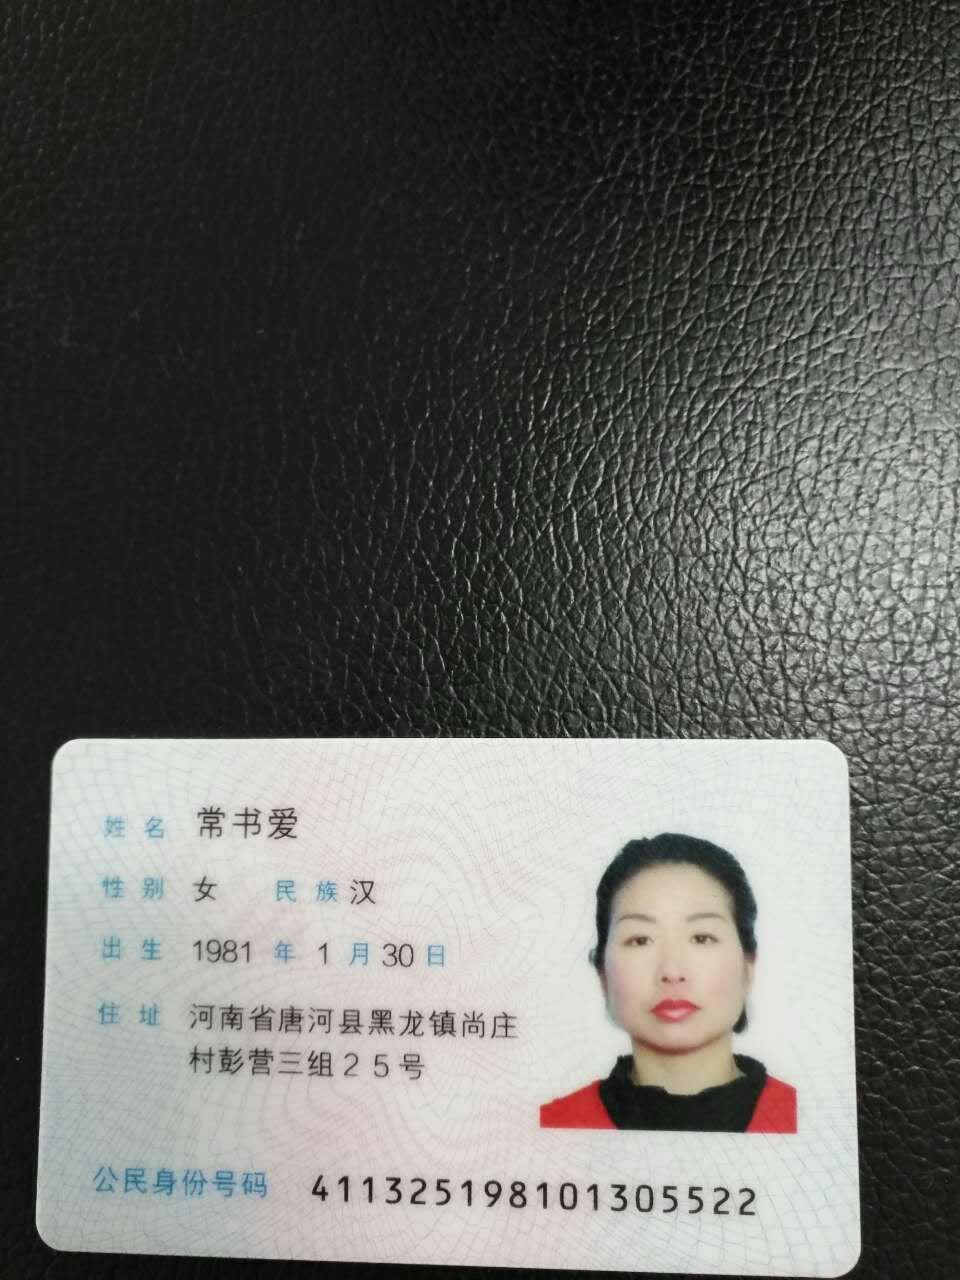 姓名 常书爱
性别 女 民族 汉
出生 1981 年 1 月 30 日
住址 河南省唐河县黑龙镇尚庄
村彭营三组25号
公民身份号码 411325198101305522